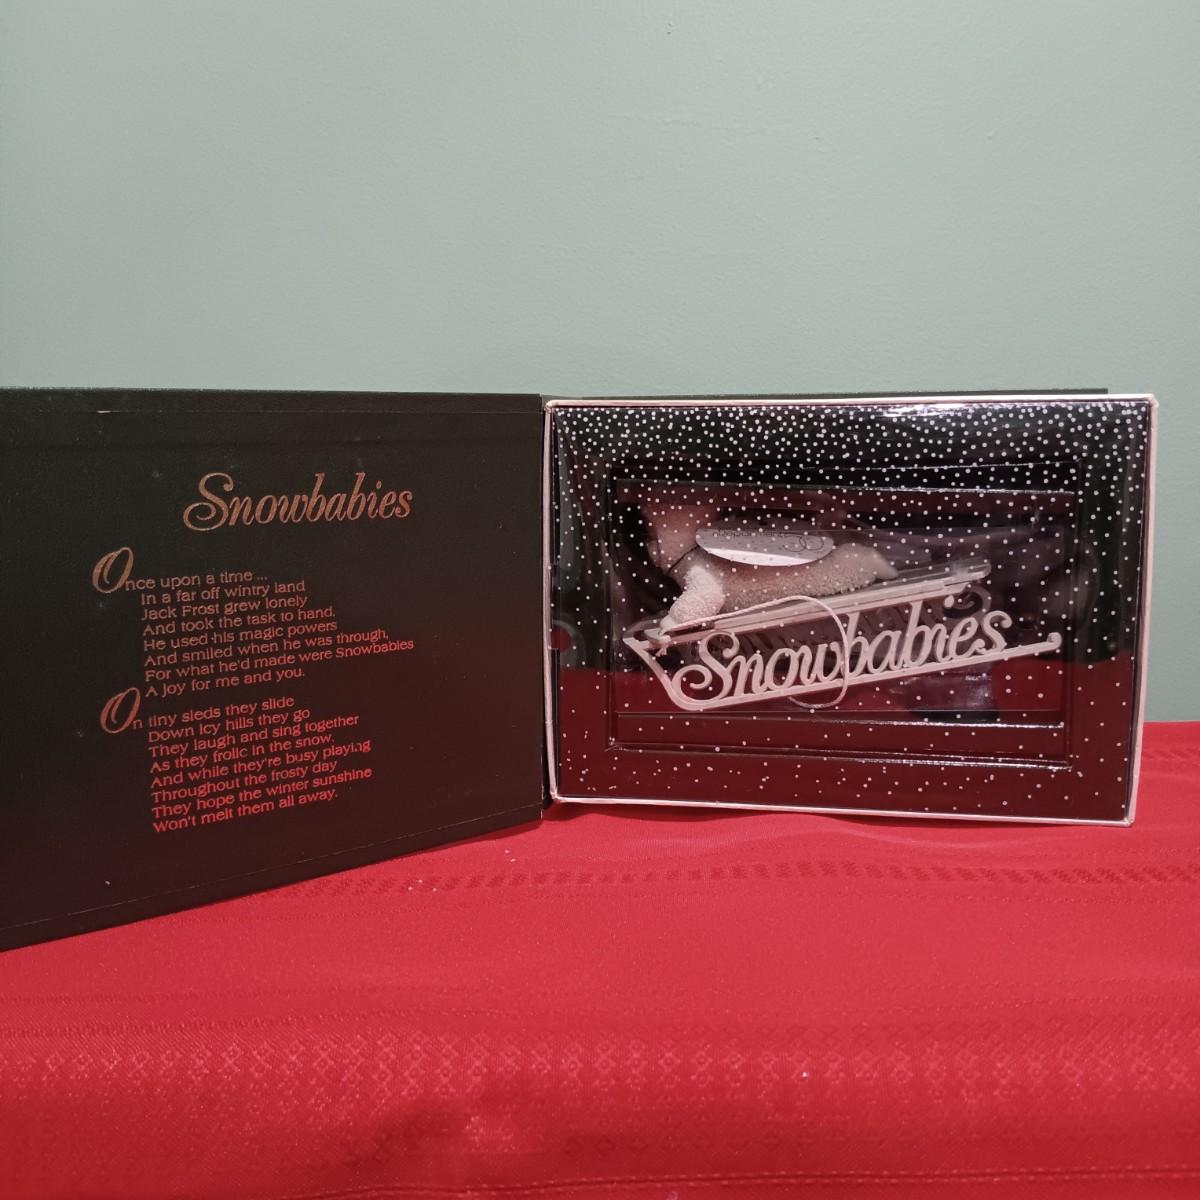 Snowbabies
Once upon a time ...
In a far off wintry land
Jack Frost grew lonely
And took the task to hand.
He used his magic powers
And smiled when he was through,
For what he'd made were Snowbabies
A joy for me and you.
On tiny sleds they slide
Down icy hills they go
They laugh and sing together
As they frolic in the snow.
And while they're busy playing
Throughout the frosty day
They hope the winter sunshine
Won't melt them all away.
Department 56
Snowbabies